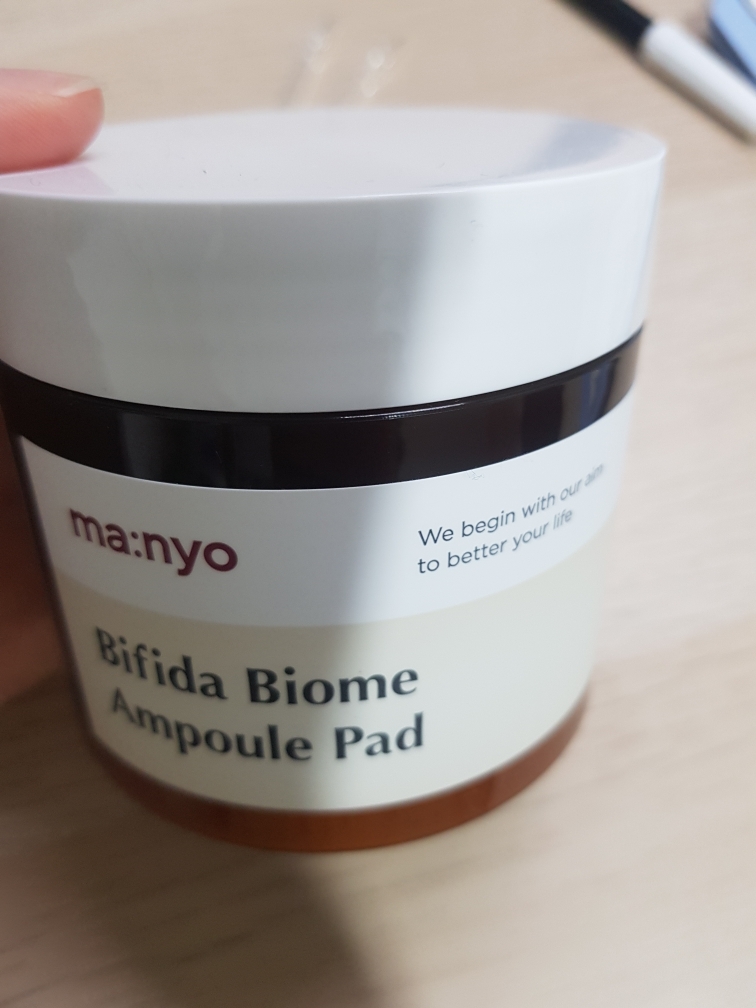 ma:nyo
We begin with our aim
to better your life
Bifida Biome
Ampoule Pad